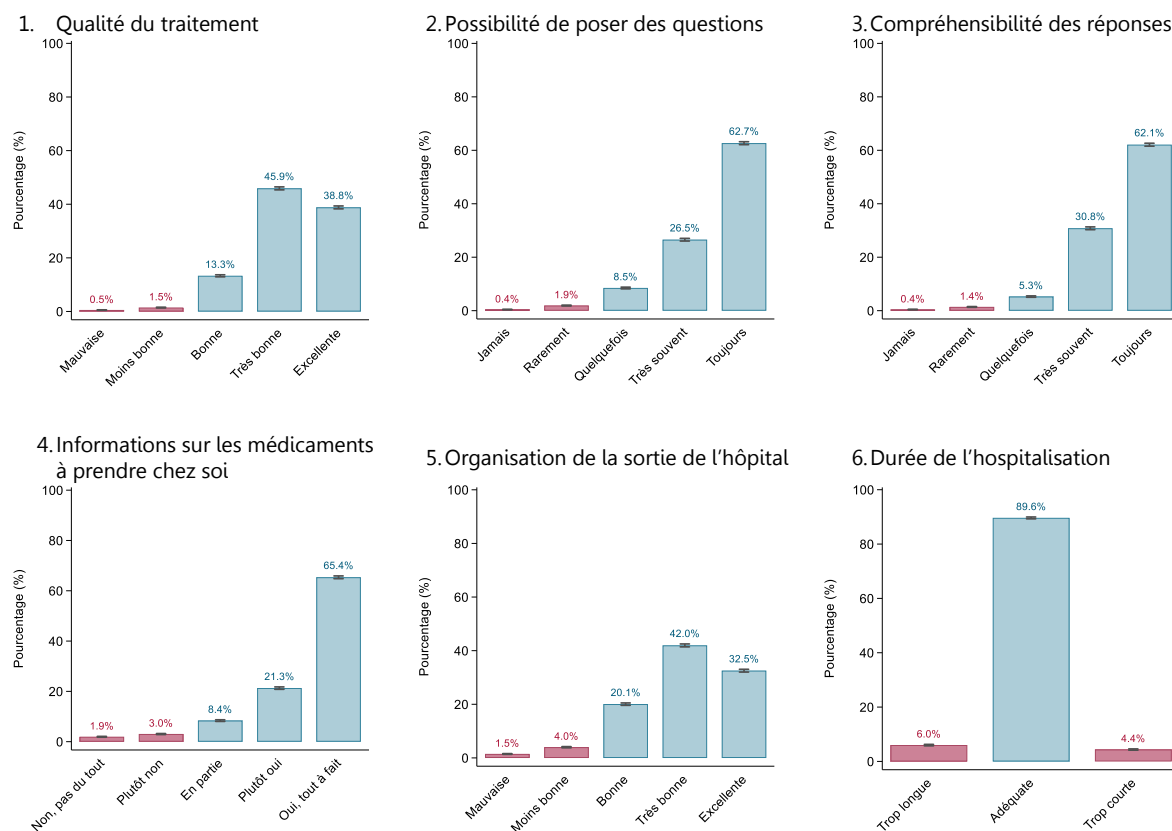 1. Qualité du traitement
100
80
60
40
20
0
Pourcentage (%)
0.5%
1.5%
13.3%
45.9%
38.8%
Mauvaise
Moins bonne
Bonne
Très bonne
Excellente
2. Possibilité de poser des questions
100
80
60
40
20
0
Pourcentage (%)
0.4%
1.9%
8.5%
26.5%
62.7%
Jamais
Rarement
Quelquefois
Très souvent
Toujours
3. Compréhensibilité des réponses
100
80
60
40
20
0
Pourcentage (%)
0.4%
1.4%
5.3%
30.8%
62.1%
Jamais
Rarement
Quelquefois
Très souvent
Toujours
4. Informations sur les médicaments
à prendre chez soi
100
80
60
40
20
0
Pourcentage (%)
1.9%
3.0%
8.4%
21.3%
65.4%
Non, pas du tout
Plutôt non
En partie
Plutôt oui
Oui, tout à fait
5. Organisation de la sortie de l’hôpital
100
80
60
40
20
0
Pourcentage (%)
1.5%
4.0%
20.1%
42.0%
32.5%
Mauvaise
Moins bonne
Bonne
Très bonne
Excellente
6. Durée de l’hospitalisation
100
80
60
40
20
0
Pourcentage (%)
6.0%
89.6%
4.4%
Trop longue
Adéquate
Trop courte